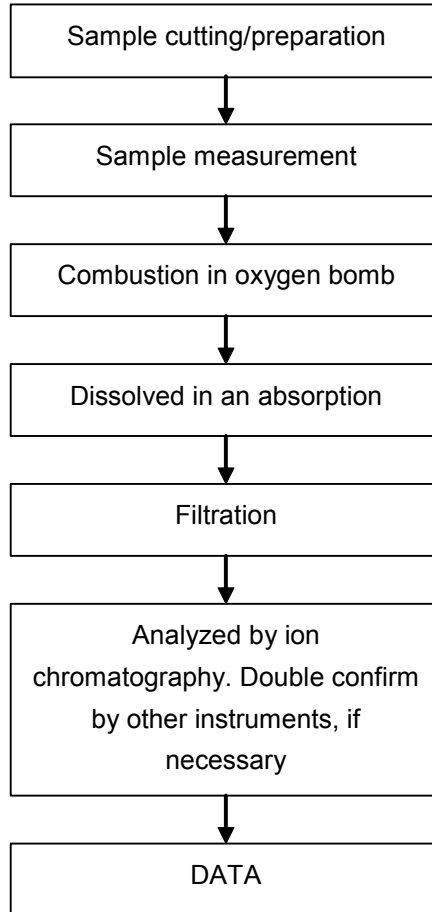 Sample cutting/preparation
Sample measurement
Combustion in oxygen bomb
Dissolved in an absorption
Filtration
Analyzed by ion
chromatography. Double confirm
by other instruments, if
necessary
DATA